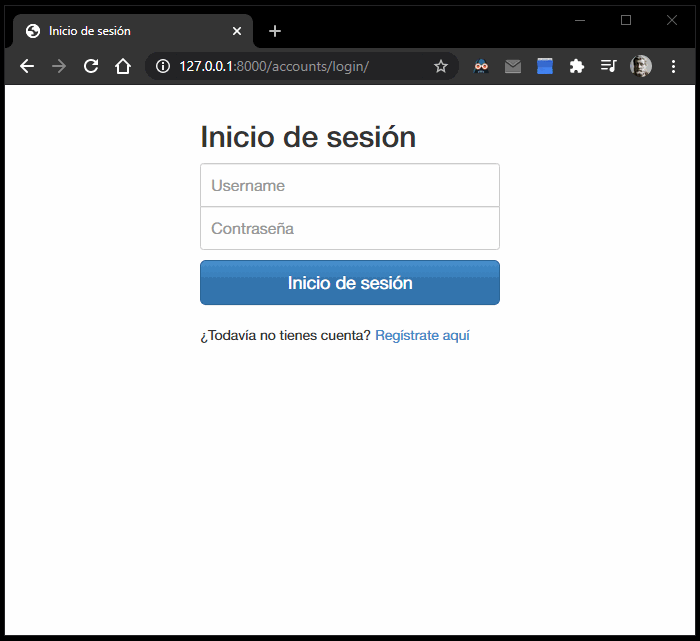 Inicio de sesión
127.0.0.1:8000/accounts/login/
Inicio de sesión
Username
Contraseña
Inicio de sesión
¿Todavía no tienes cuenta? Regístrate aquí